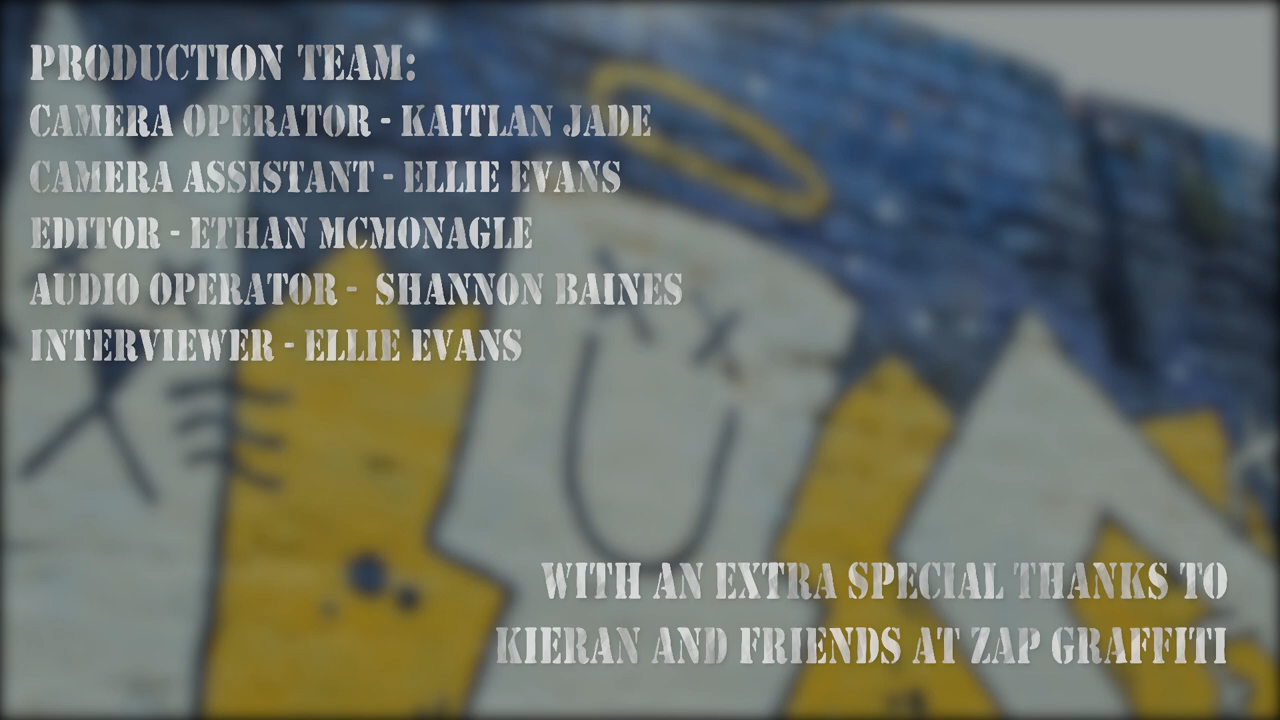 PRODUCTION TEAM:
CAMERA OPERATOR - KAITLAN JADE
CAMERA ASSISTANT - ELLIE EVANS
EDITOR - ETHAN MCMONAGLE
AUDIO OPERATOR - SHANNON BAINES
INTERVIEWER - ELLIE EVANS
WITH AN EXTRA SPECIAL THANKS TO
KIERAN AND FRIENDS AT ZAP GRAFFITI